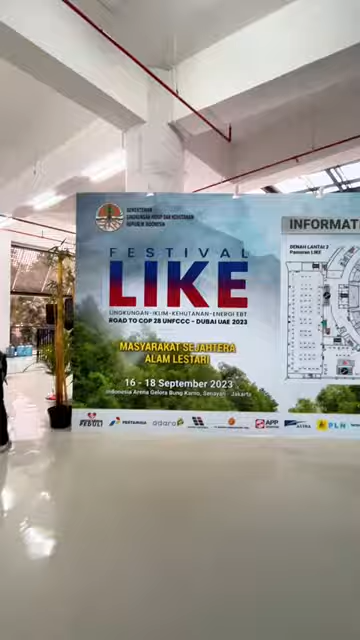 KEMENTERIAN
LINGKUNGAN HIDUP DAN KEHUTANAN
REPUBLIK INDONESIA
FESTIVAL
LIKE
LINGKUNGAN - IKLIM - KEHUTANAN - ENERGI EBT
ROAD TO COP 28 UNFCCC - DUBAI UAE 2023
MASYARAKAT SEJAHTERA
ALAM LESTARI
16 - 18 September 2023
Indonesia Arena Gelora Bung Karno, Senayan - Jakarta
PEDULI
PERTAMINA
adaro
APP
ASTRA
PLN
INFORMAT
DENAH LANTAI 2
Pameran LIKE